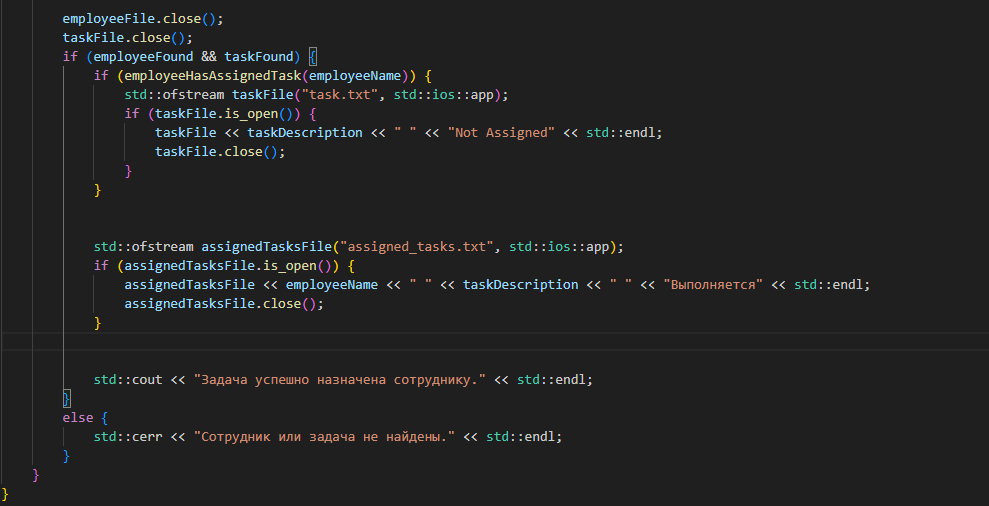 employeeFile.close();
taskFile.close();
if (employeeFound && taskFound) {
if (employeeHasAssignedTask(employeeName)) {
std::ofstream taskFile("task.txt", std::ios::app);
if (taskFile.is_open()) {
taskFile << taskDescription << " " << "Not Assigned" << std::endl;
taskFile.close();
}
}
std::ofstream assignedTasksFile("assigned_tasks.txt", std::ios::app);
if (assignedTasksFile.is_open()) {
assignedTasksFile << employeeName << " " << taskDescription << " " << "Выполняется" << std::endl;
assignedTasksFile.close();
}
std::cout << "Задача успешно назначена сотруднику." << std::endl;
}
else {
std::cerr << "Сотрудник или задача не найдены." << std::endl;
}
}
}